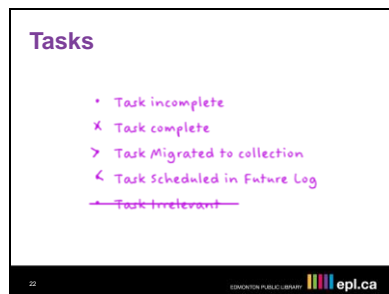 Tasks
• Task incomplete
x Task complete
> Task Migrated to collection
< Task Scheduled in Future Log
• Task Irrelevant
22
EDMONTON PUBLIC LIBRARY epl.ca